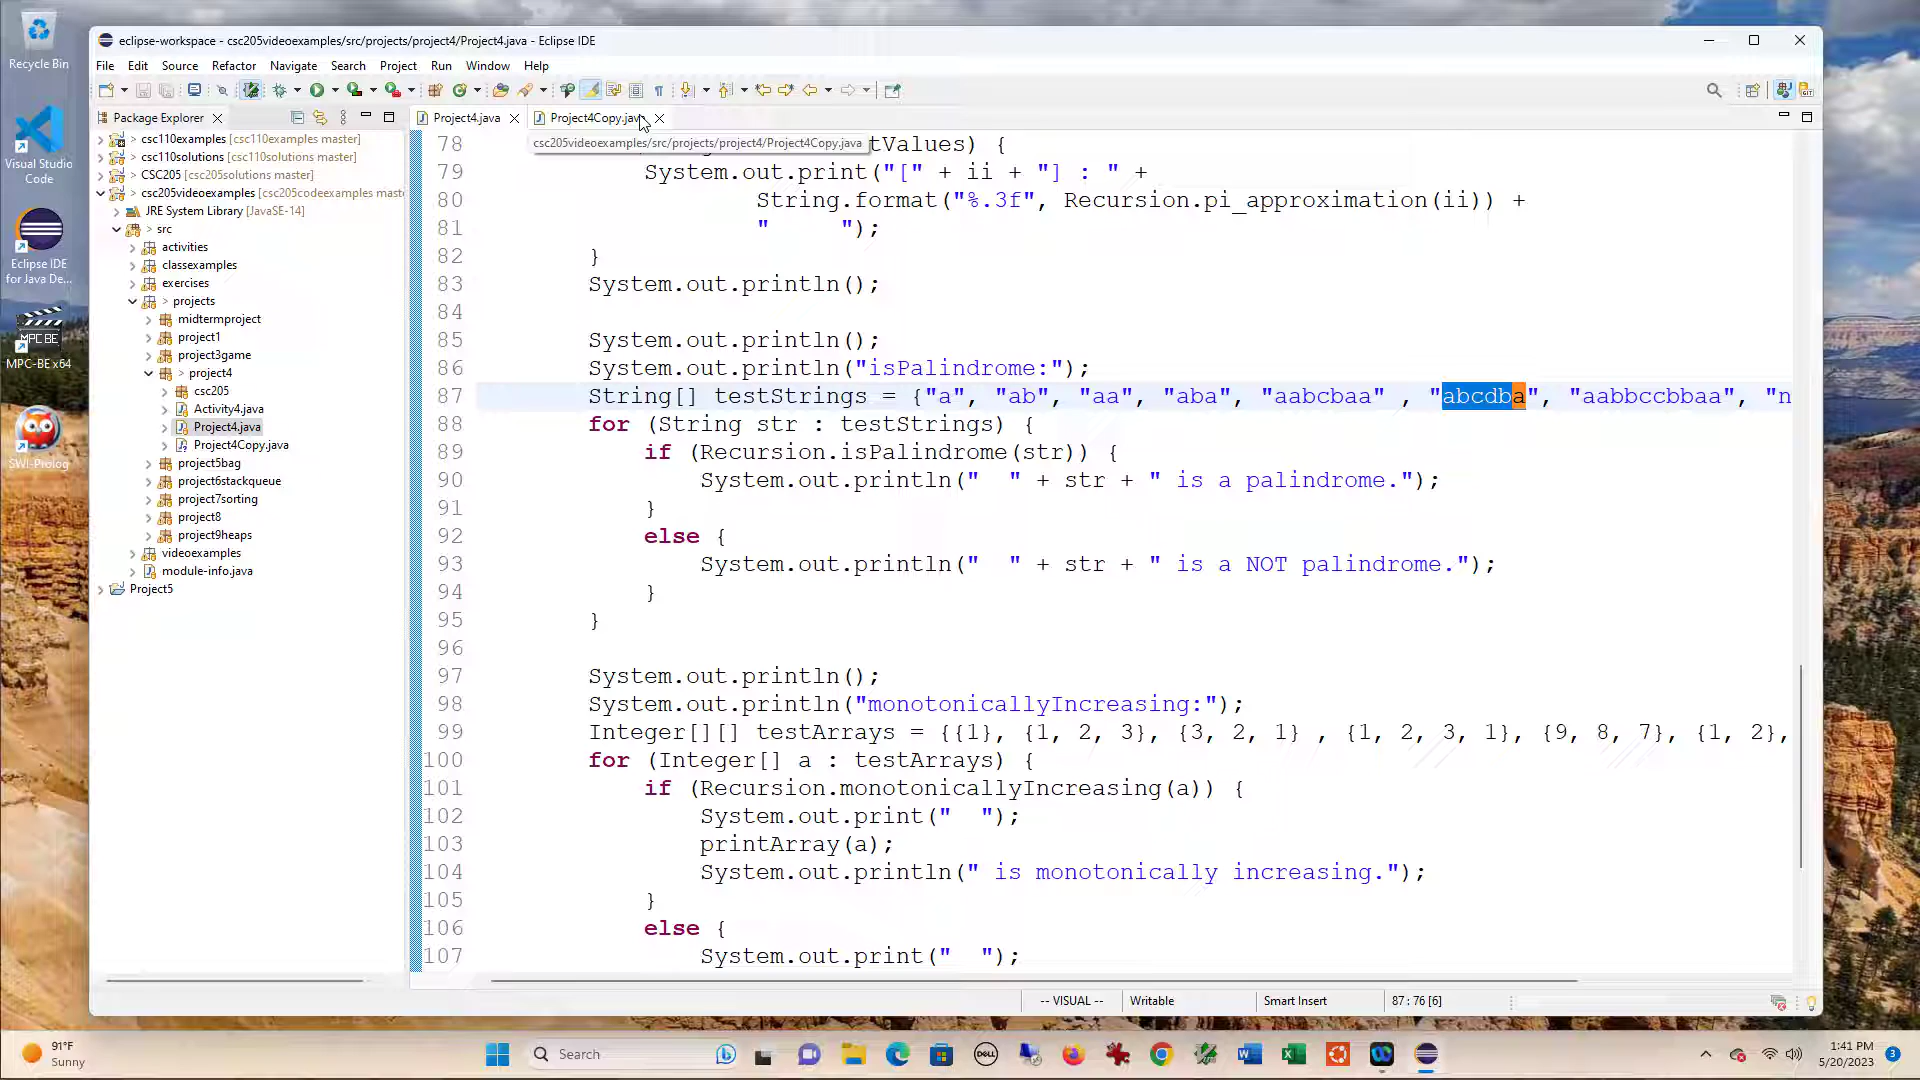 Recycle Bin
Visual Studio
Code
Eclipse IDE
for Java De...
MPC-BE x64
SWI-Prolog
eclipse-workspace - csc205videoexamples/src/projects/project4/Project4.java - Eclipse IDE
File Edit Source Refactor Navigate Search Project Run Window Help
Package Explorer
Project4.java
Project4Copy.java
csc205videoexamples/src/projects/project4/Project4Copy.java
> csc110examples [csc110examples master]
> csc110solutions [csc110solutions master]
> CSC205 [csc205solutions master]
> csc205videoexamples [csc205codeexamples mast
JRE System Library [JavaSE-14]
> src
activities
classexamples
exercises
> projects
midtermproject
project1
project3game
> project4
csc205
Activity4.java
Project4.java
Project4Copy.java
project5bag
project6stackqueue
project7sorting
project8
project9heaps
videoexamples
module-info.java
Project5
78 tValues) {
79 System.out.print("[" + ii + "] : " +
80 String.format("%.3f", Recursion.pi_approximation(ii)) +
81 "     ");
82 }
83 System.out.println();
84
85 System.out.println();
86 System.out.println("isPalindrome:");
87 String[] testStrings = {"a", "ab", "aa", "aba", "aabcbaa" , "abcdba", "aabbccbbaa", "n
88 for (String str : testStrings) {
89 if (Recursion.isPalindrome(str)) {
90 System.out.println("  " + str + " is a palindrome.");
91 }
92 else {
93 System.out.println("  " + str + " is a NOT palindrome.");
94 }
95 }
96
97 System.out.println();
98 System.out.println("monotonicallyIncreasing:");
99 Integer[][] testArrays = {{1}, {1, 2, 3}, {3, 2, 1} , {1, 2, 3, 1}, {9, 8, 7}, {1, 2},
100 for (Integer[] a : testArrays) {
101 if (Recursion.monotonicallyIncreasing(a)) {
102 System.out.print("  ");
103 printArray(a);
104 System.out.println(" is monotonically increasing.");
105 }
106 else {
107 System.out.print("  ");
-- VISUAL -- Writable Smart Insert 87 : 76 [6]
91°F
Sunny
Search
DELL
1:41 PM
5/20/2023
3